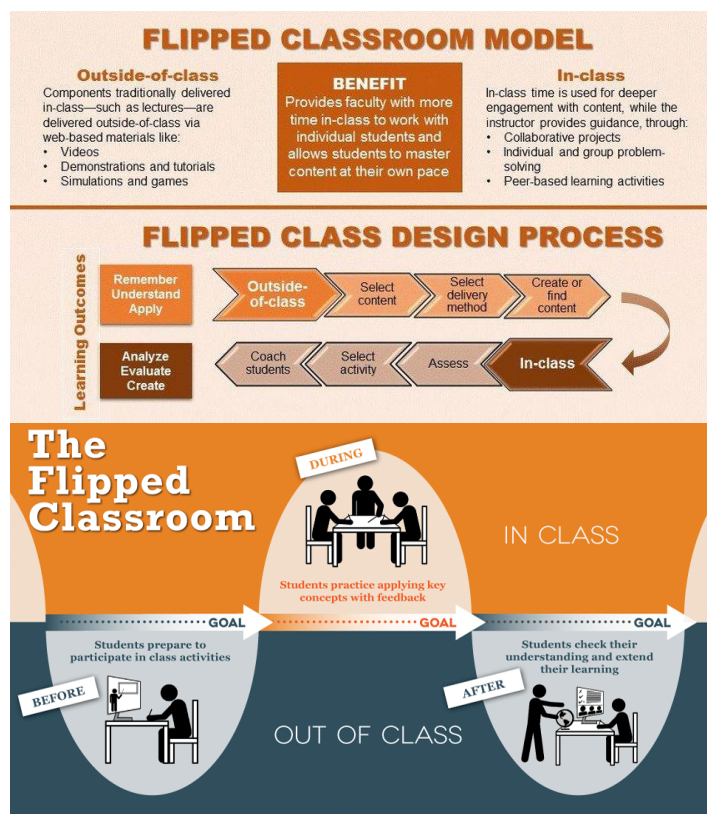 FLIPPED CLASSROOM MODEL
Outside-of-class
Components traditionally delivered
in-class—such as lectures—are
delivered outside-of-class via
web-based materials like:
• Videos
• Demonstrations and tutorials
• Simulations and games
BENEFIT
Provides faculty with more
time in-class to work with
individual students and
allows students to master
content at their own pace
In-class
In-class time is used for deeper
engagement with content, while the
instructor provides guidance, through:
• Collaborative projects
• Individual and group problem-
solving
• Peer-based learning activities
FLIPPED CLASS DESIGN PROCESS
Learning Outcomes
Remember
Understand
Apply
Outside-
of-class
Select
content
Select
delivery
method
Create or
find
content
Analyze
Evaluate
Create
Coach
students
Select
activity
Assess
In-class
The
Flipped
Classroom
DURING
IN CLASS
Students practice applying key
concepts with feedback
GOAL
GOAL
GOAL
Students prepare to
participate in class activities
BEFORE
Students check their
understanding and extend
their learning
AFTER
OUT OF CLASS